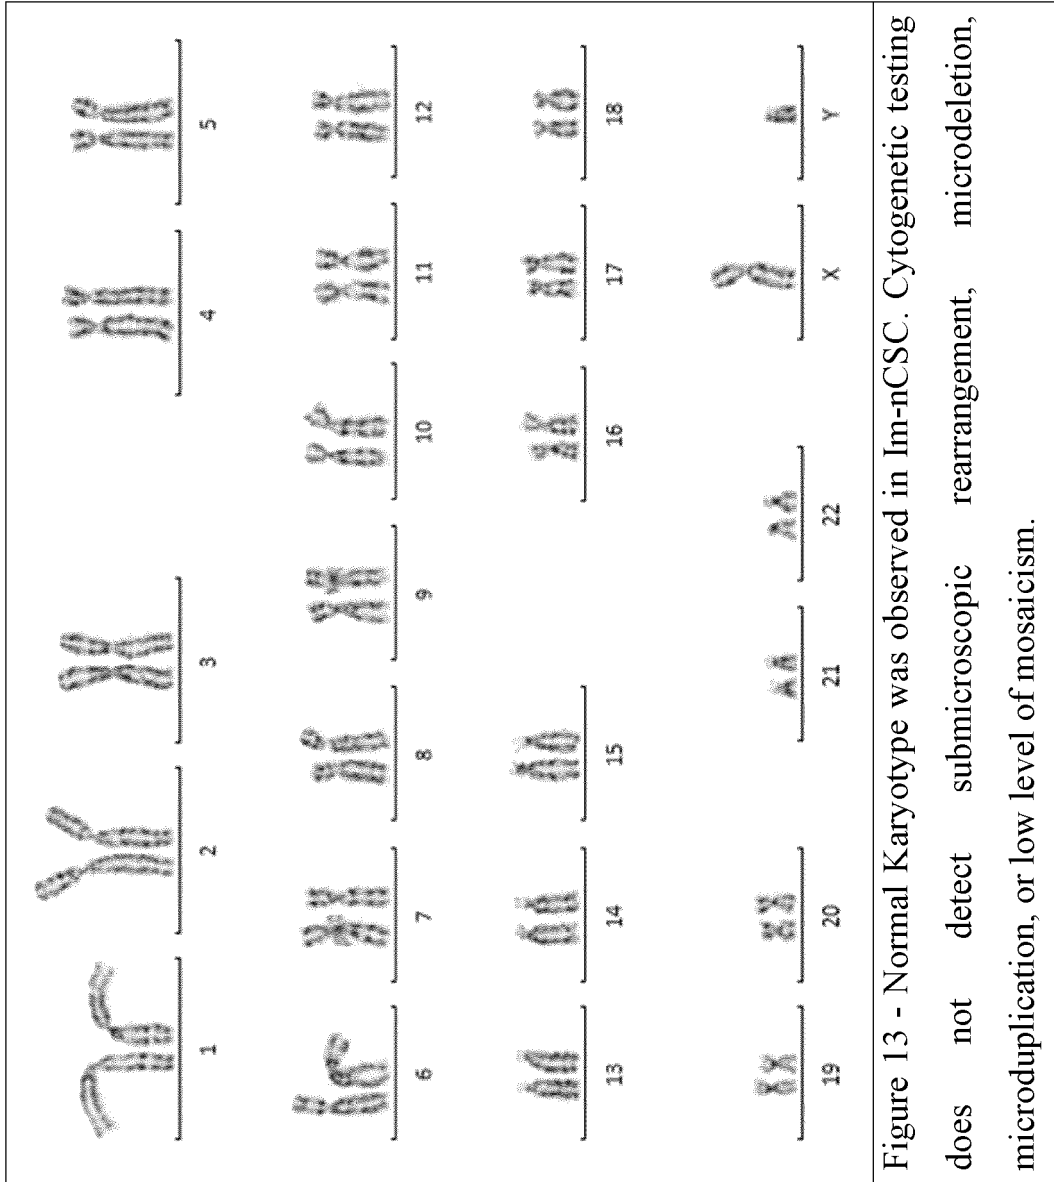 1 2 3 4 5
6 7 8 9 10 11 12
13 14 15 16 17 18
19 20 21 22 X Y
Figure 13 - Normal Karyotype was observed in Im-nCSC. Cytogenetic testing
does not detect submicroscopic rearrangement, microdeletion,
microduplication, or low level of mosaicism.